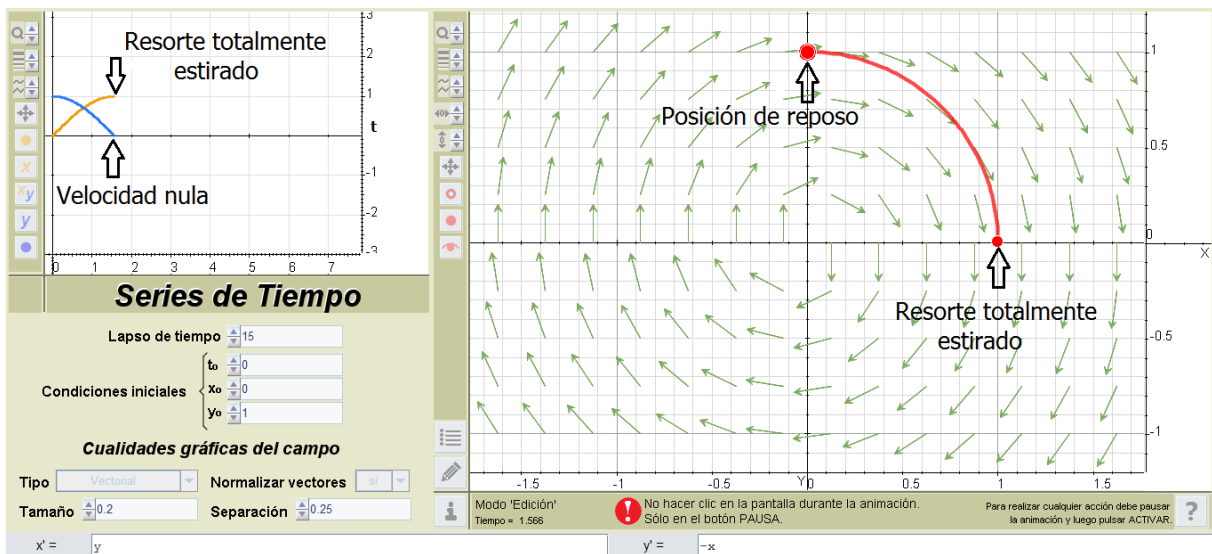 3
2
1
t
-1
-2
-3
0 1 2 3 4 5 6 7
Resorte totalmente
estirado
Velocidad nula
x
xy
y
Series de Tiempo
Lapso de tiempo 15
Condiciones iniciales
to 0
xo 0
yo 1
Cualidades gráficas del campo
Tipo Vectorial Normalizar vectores sí
Tamaño 0.2 Separación 0.25
Posición de reposo
Resorte totalmente
estirado
1
0.5
0
X
-0.5
-1
-1.5 -1 -0.5 Y 0 0.5 1 1.5
Modo 'Edición'
Tiempo = 1.566
No hacer clic en la pantalla durante la animación.
Sólo en el botón PAUSA.
Para realizar cualquier acción debe pausar
la animación y luego pulsar ACTIVAR.
?
x' = y y' = -x